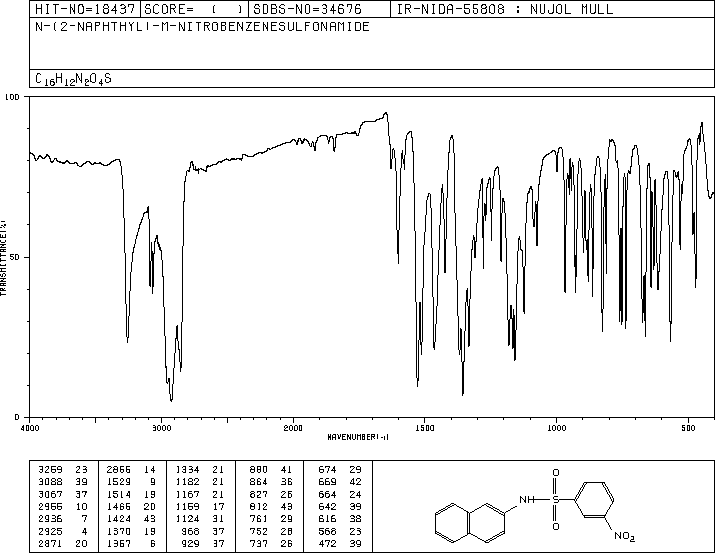 HIT-NO=18437 SCORE= ( ) SDBS-NO=34676 IR-NIDA-55808 : NUJOL MULL
N-(2-NAPHTHYL)-M-NITROBENZENESULFONAMIDE
C16H12N2O4S
100
50
0
TRANSMITTANCE(%)
4000 3000 2000 1500 1000 500
WAVENUMBER(-1)
3269 23 2866 14 1334 21 880 41 674 29
3088 39 1529 9 1182 21 864 36 669 42
3067 37 1514 19 1167 21 827 26 664 24
2955 10 1466 20 1159 17 812 43 642 39
2936 7 1424 43 1124 31 761 29 616 38
2925 4 1370 19 968 37 752 28 568 23
2871 20 1357 6 929 37 737 26 472 39
NH S O O NO2